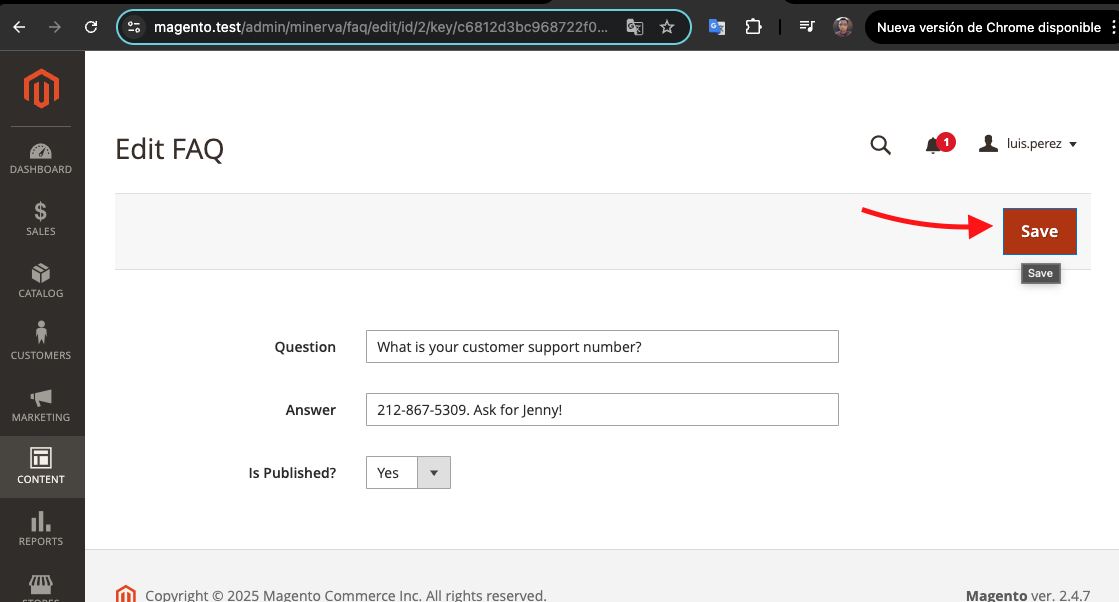 magento.test/admin/minerva/faq/edit/id/2/key/c6812d3bc968722f0...
Nueva versión de Chrome disponible
Edit FAQ
1
luis.perez
DASHBOARD
SALES
CATALOG
CUSTOMERS
MARKETING
CONTENT
REPORTS
STORES
Save
Save
Question
What is your customer support number?
Answer
212-867-5309. Ask for Jenny!
Is Published?
Yes
Copyright © 2025 Magento Commerce Inc. All rights reserved.
Magento ver. 2.4.7